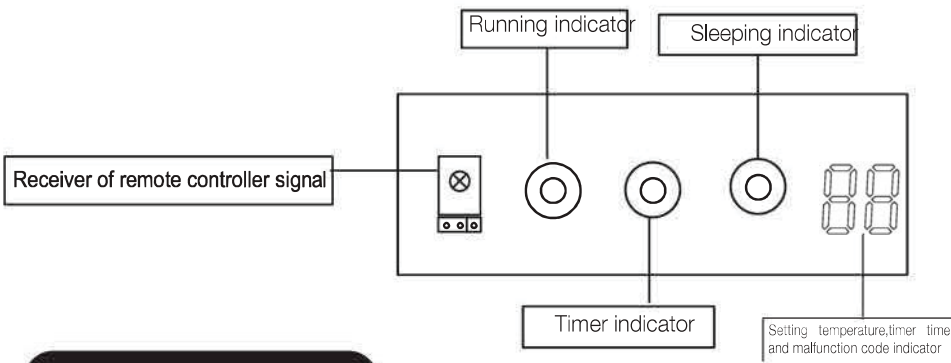 Running indicator
Sleeping indicator
Receiver of remote controller signal
Timer indicator
Setting temperature,timer time
and malfunction code indicator